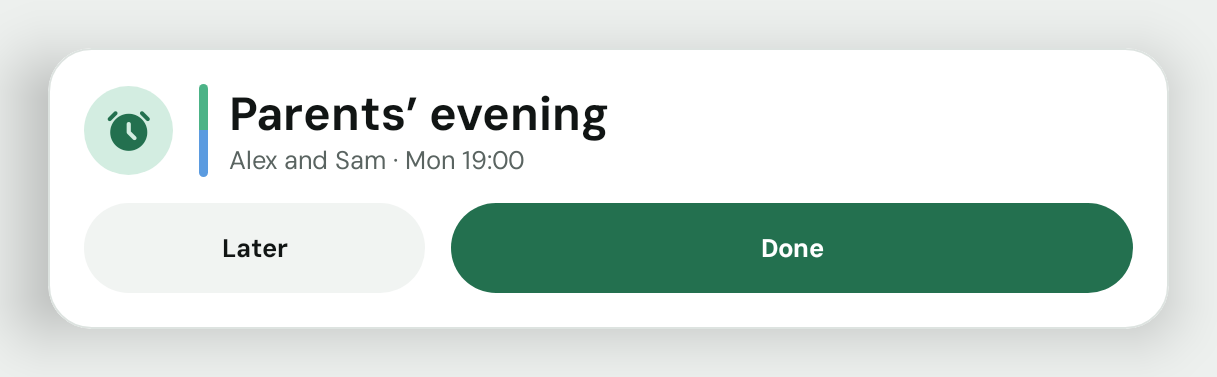 Parents’ evening
Alex and Sam · Mon 19:00
Later
Done